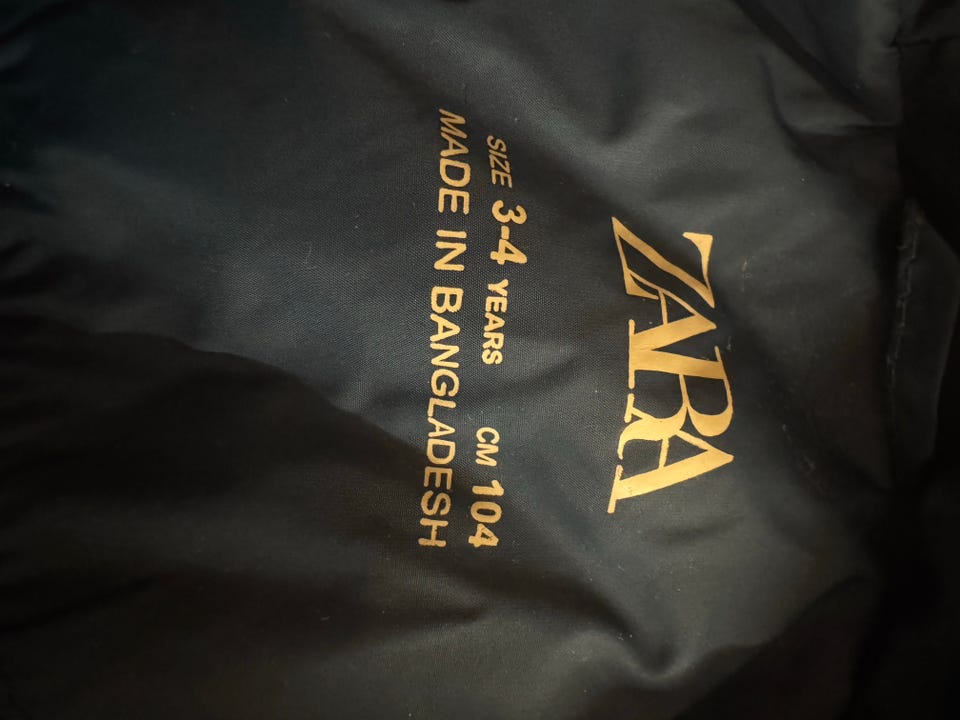 ZARA
SIZE 3-4 YEARS CM 104
MADE IN BANGLADESH